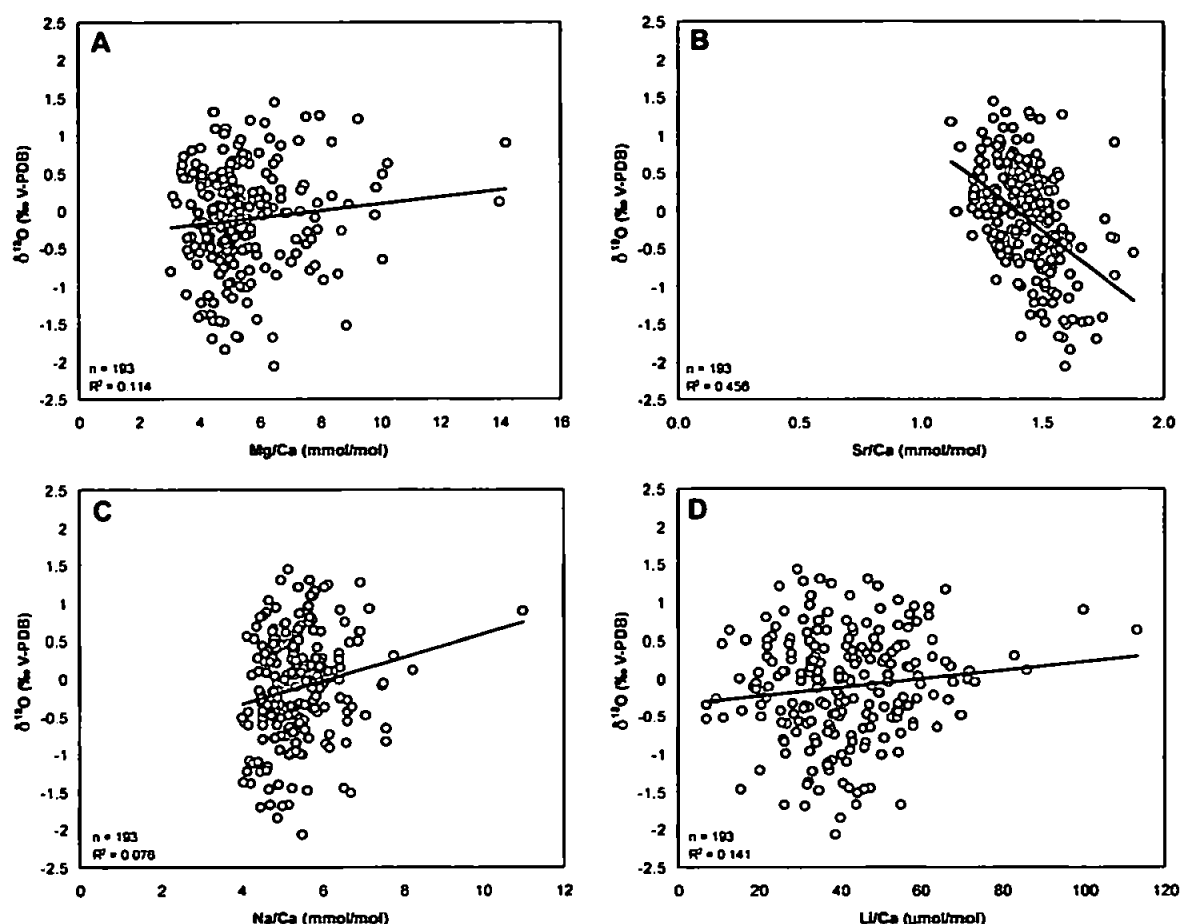 A
2.5
2
1.5
1
0.5
0
-0.5
-1
-1.5
-2
-2.5
δ18O (‰ V-PDB)
n = 193
R² = 0.114
0 2 4 6 8 10 12 14 16
Mg/Ca (mmol/mol)
B
2.5
2
1.5
1
0.5
0
-0.5
-1
-1.5
-2
-2.5
δ18O (‰ V-PDB)
n = 193
R² = 0.456
0.0 0.5 1.0 1.5 2.0
Sr/Ca (mmol/mol)
C
2.5
2
1.5
1
0.5
0
-0.5
-1
-1.5
-2
-2.5
δ18O (‰ V-PDB)
n = 193
R² = 0.076
0 2 4 6 8 10 12
Na/Ca (mmol/mol)
D
2.5
2
1.5
1
0.5
0
-0.5
-1
-1.5
-2
-2.5
δ18O (‰ V-PDB)
n = 193
R² = 0.141
0 20 40 60 80 100 120
Li/Ca (µmol/mol)